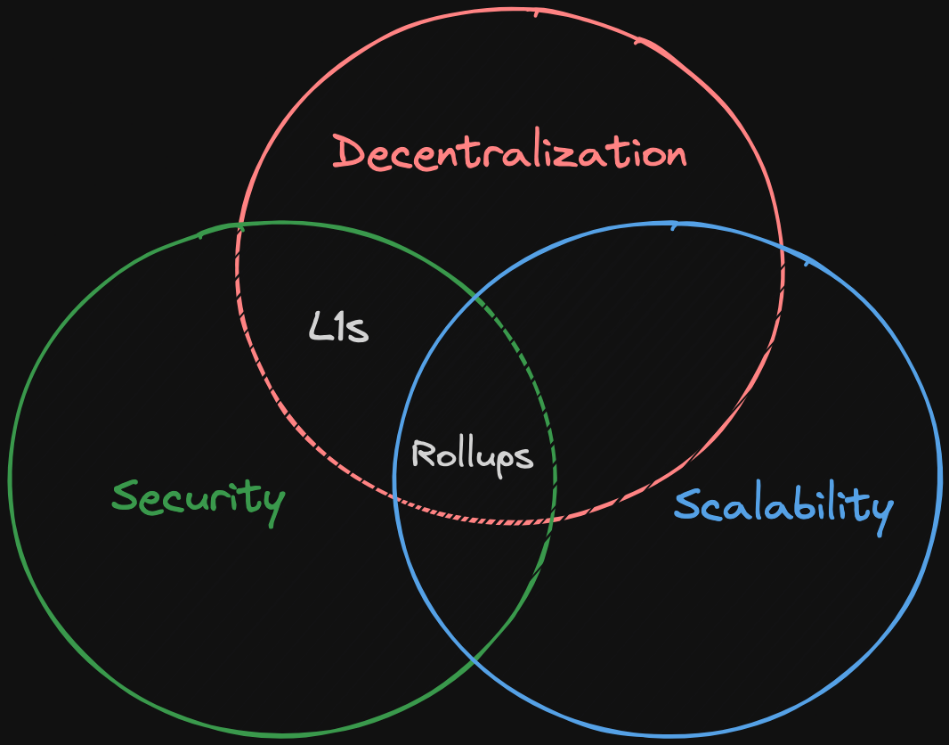 Decentralization
L1s
Rollups
Security
Scalability